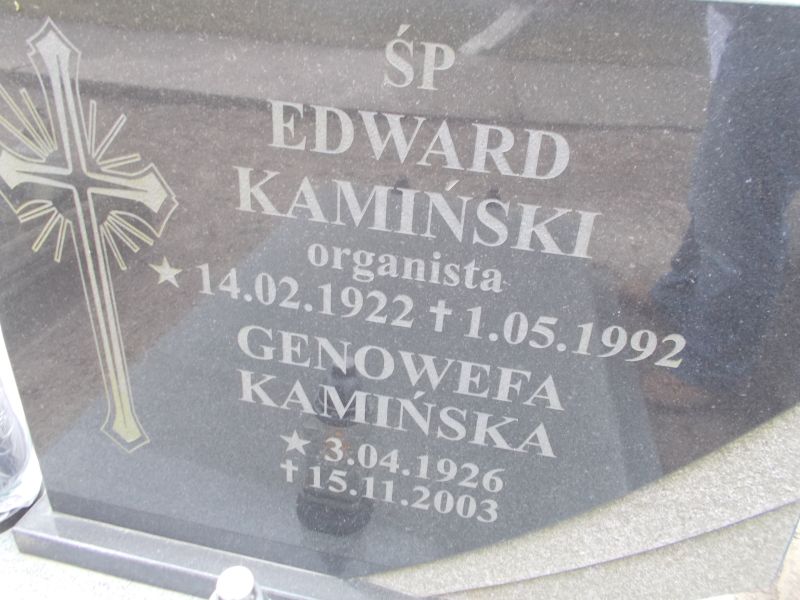 ŚP
EDWARD
KAMIŃSKI
organista
★ 14.02.1922 ✝ 1.05.1992
GENOWEFA
KAMIŃSKA
★ 3.04.1926
✝ 15.11.2003